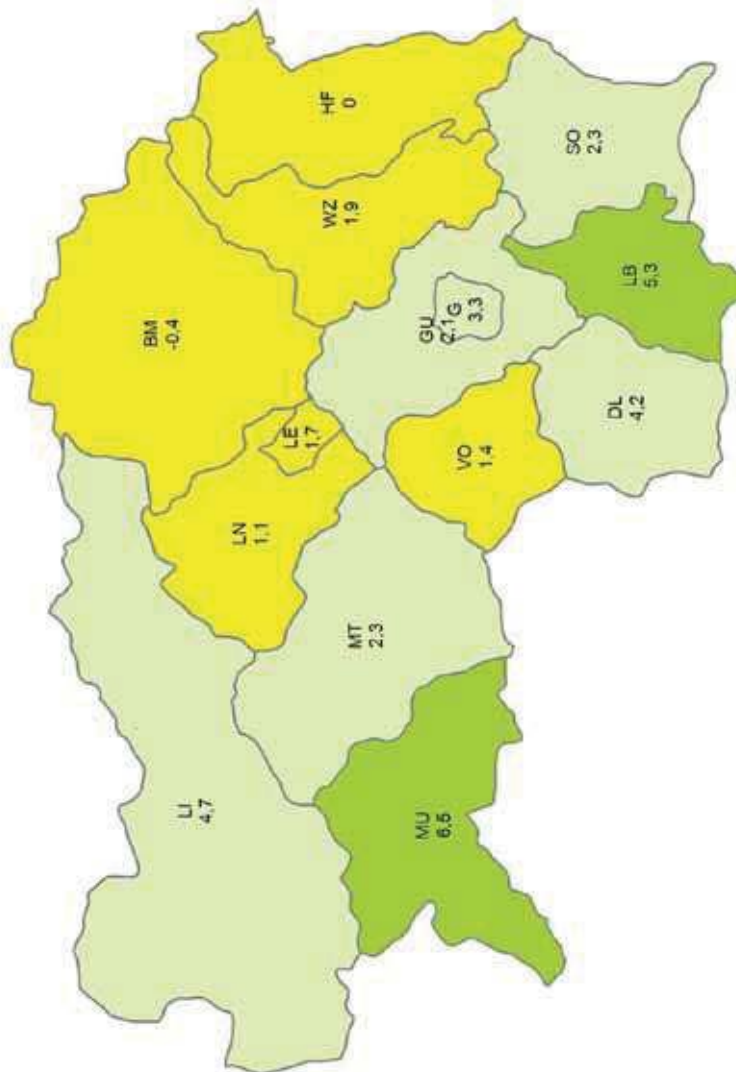 BM
-0,4
LI
4,7
LN
1,1
LE
1,7
HF
0
WZ
1,9
MT
2,3
MU
6,5
GU
2,1
G
3,3
VO
1,4
SO
2,3
DL
4,2
LB
5,3